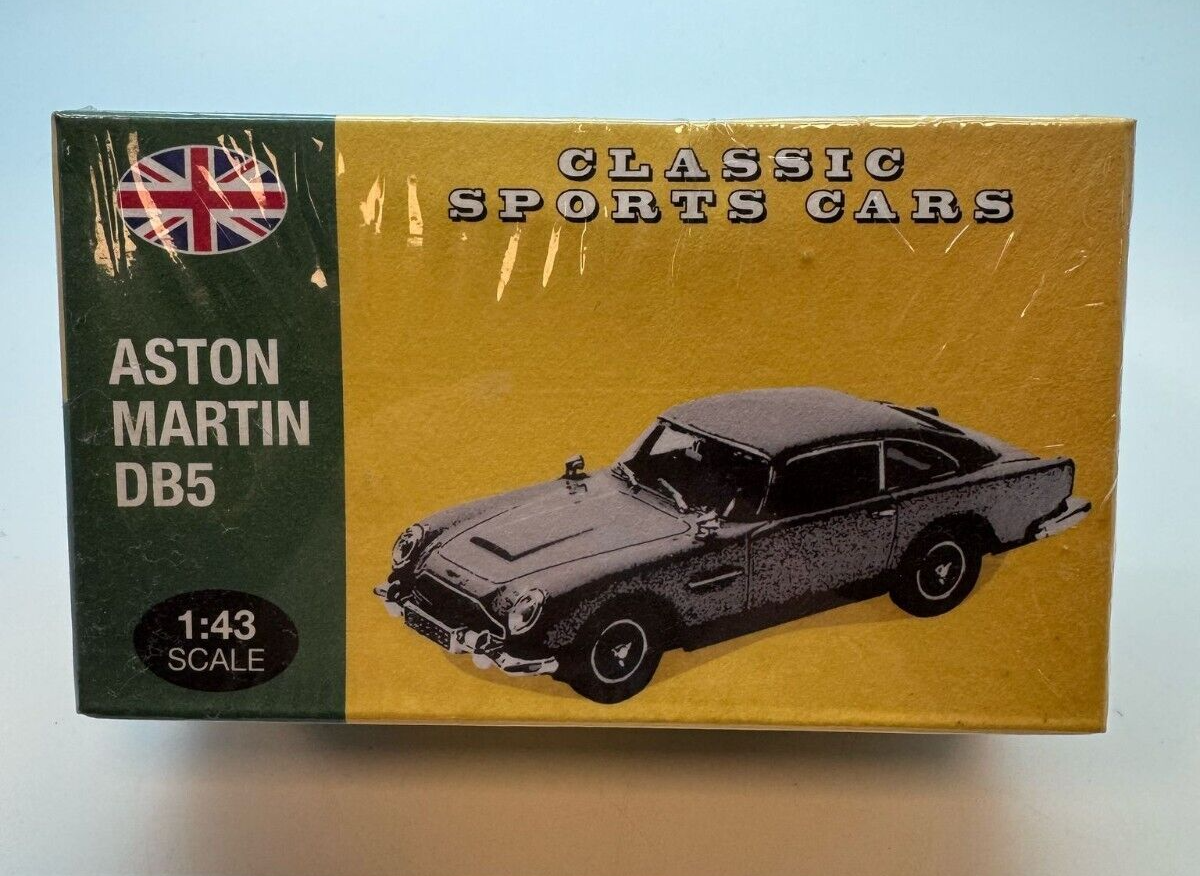 CLASSIC
SPORTS CARS
ASTON
MARTIN
DB5
1:43
SCALE